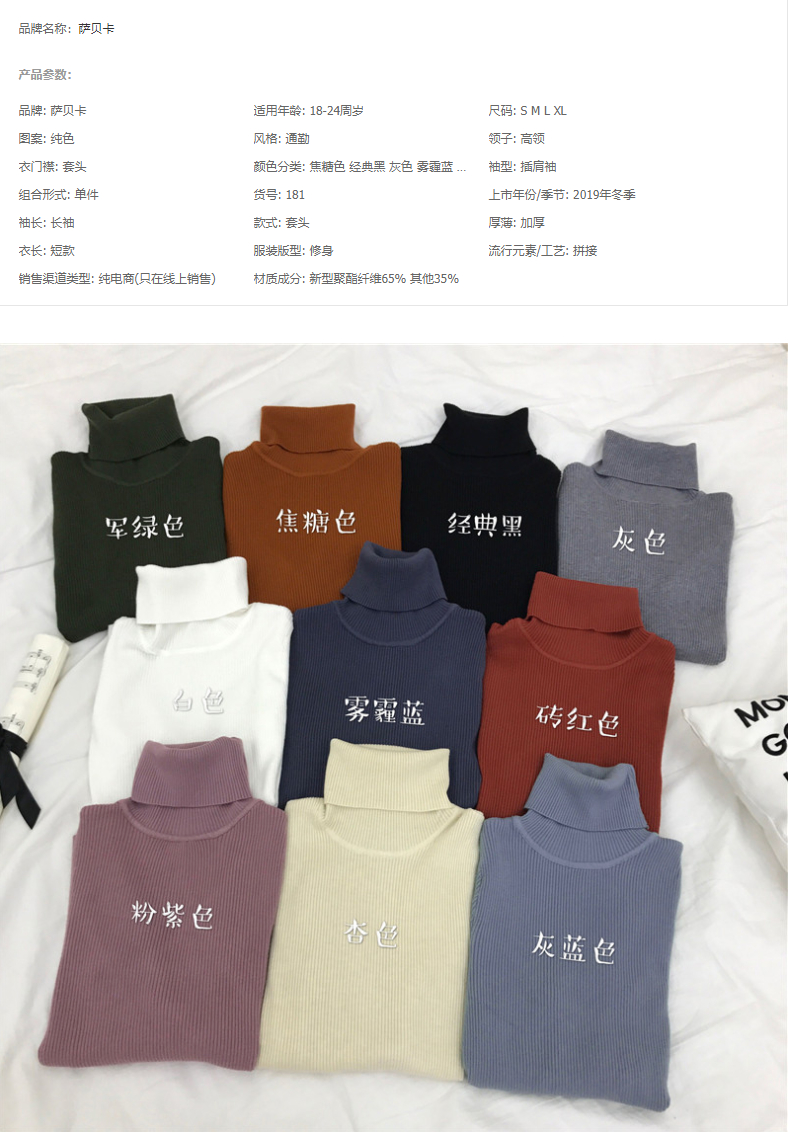 品牌名称：萨贝卡
产品参数：
品牌: 萨贝卡 适用年龄: 18-24周岁 尺码: S M L XL
图案: 纯色 风格: 通勤 领子: 高领
衣门襟: 套头 颜色分类: 焦糖色 经典黑 灰色 雾霾蓝 ... 袖型: 插肩袖
组合形式: 单件 货号: 181 上市年份/季节: 2019年冬季
袖长: 长袖 款式: 套头 厚薄: 加厚
衣长: 短款 服装版型: 修身 流行元素/工艺: 拼接
销售渠道类型: 纯电商(只在线上销售) 材质成分: 新型聚酯纤维65% 其他35%
军绿色
焦糖色
经典黑
灰色
白色
雾霾蓝
砖红色
粉紫色
杏色
灰蓝色